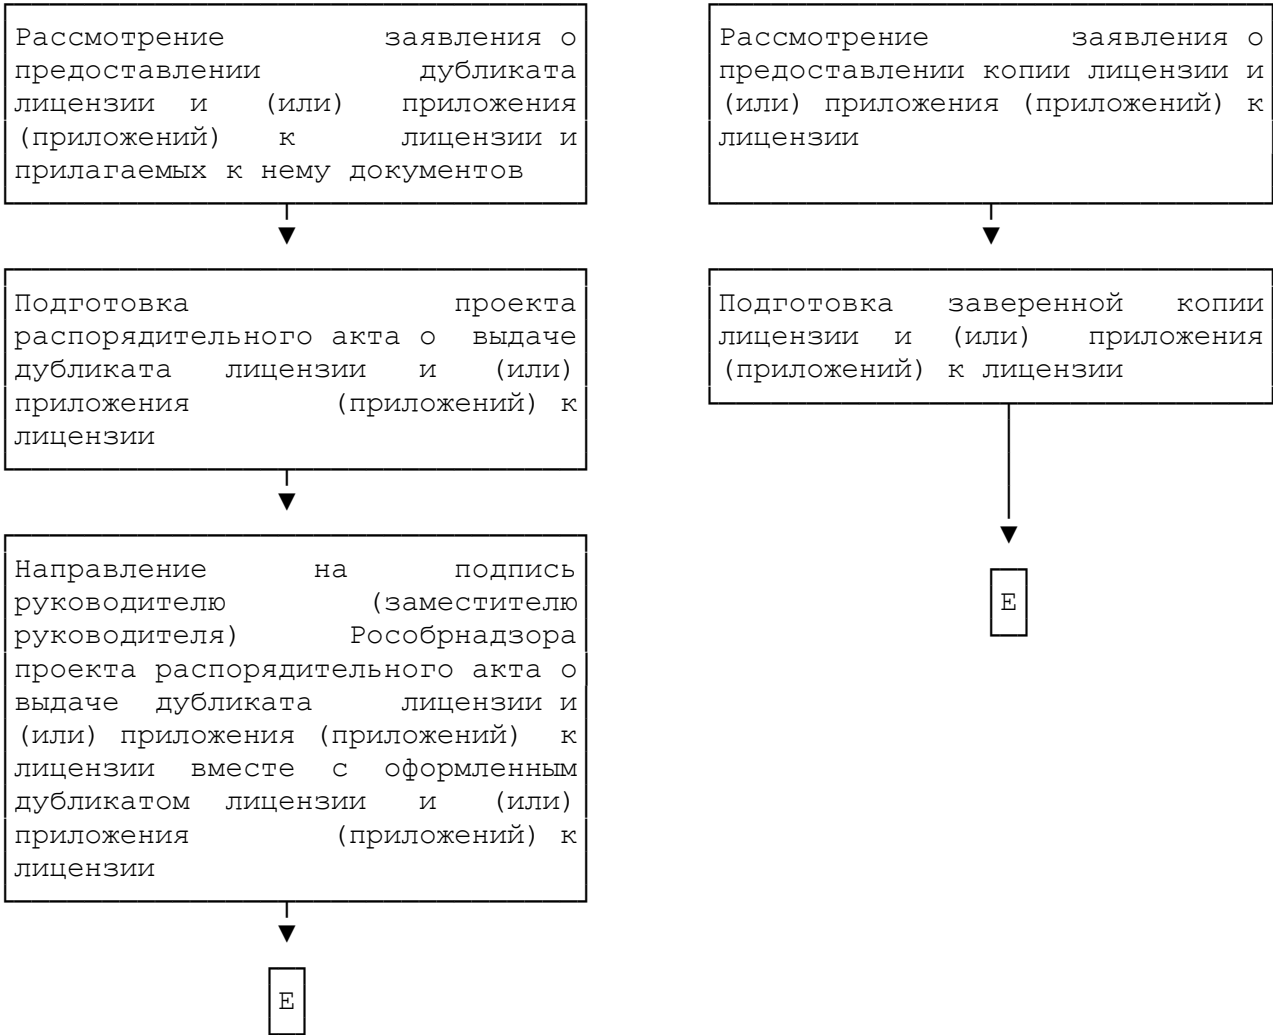 Рассмотрение заявления о
предоставлении дубликата
лицензии и (или) приложения
(приложений) к лицензии и
прилагаемых к нему документов
Подготовка проекта
распорядительного акта о выдаче
дубликата лицензии и (или)
приложения (приложений) к
лицензии
Направление на подпись
руководителю (заместителю
руководителя) Рособрнадзора
проекта распорядительного акта о
выдаче дубликата лицензии и
(или) приложения (приложений) к
лицензии вместе с оформленным
дубликатом лицензии и (или)
приложения (приложений) к
лицензии
Е
Рассмотрение заявления о
предоставлении копии лицензии и
(или) приложения (приложений) к
лицензии
Подготовка заверенной копии
лицензии и (или) приложения
(приложений) к лицензии
Е